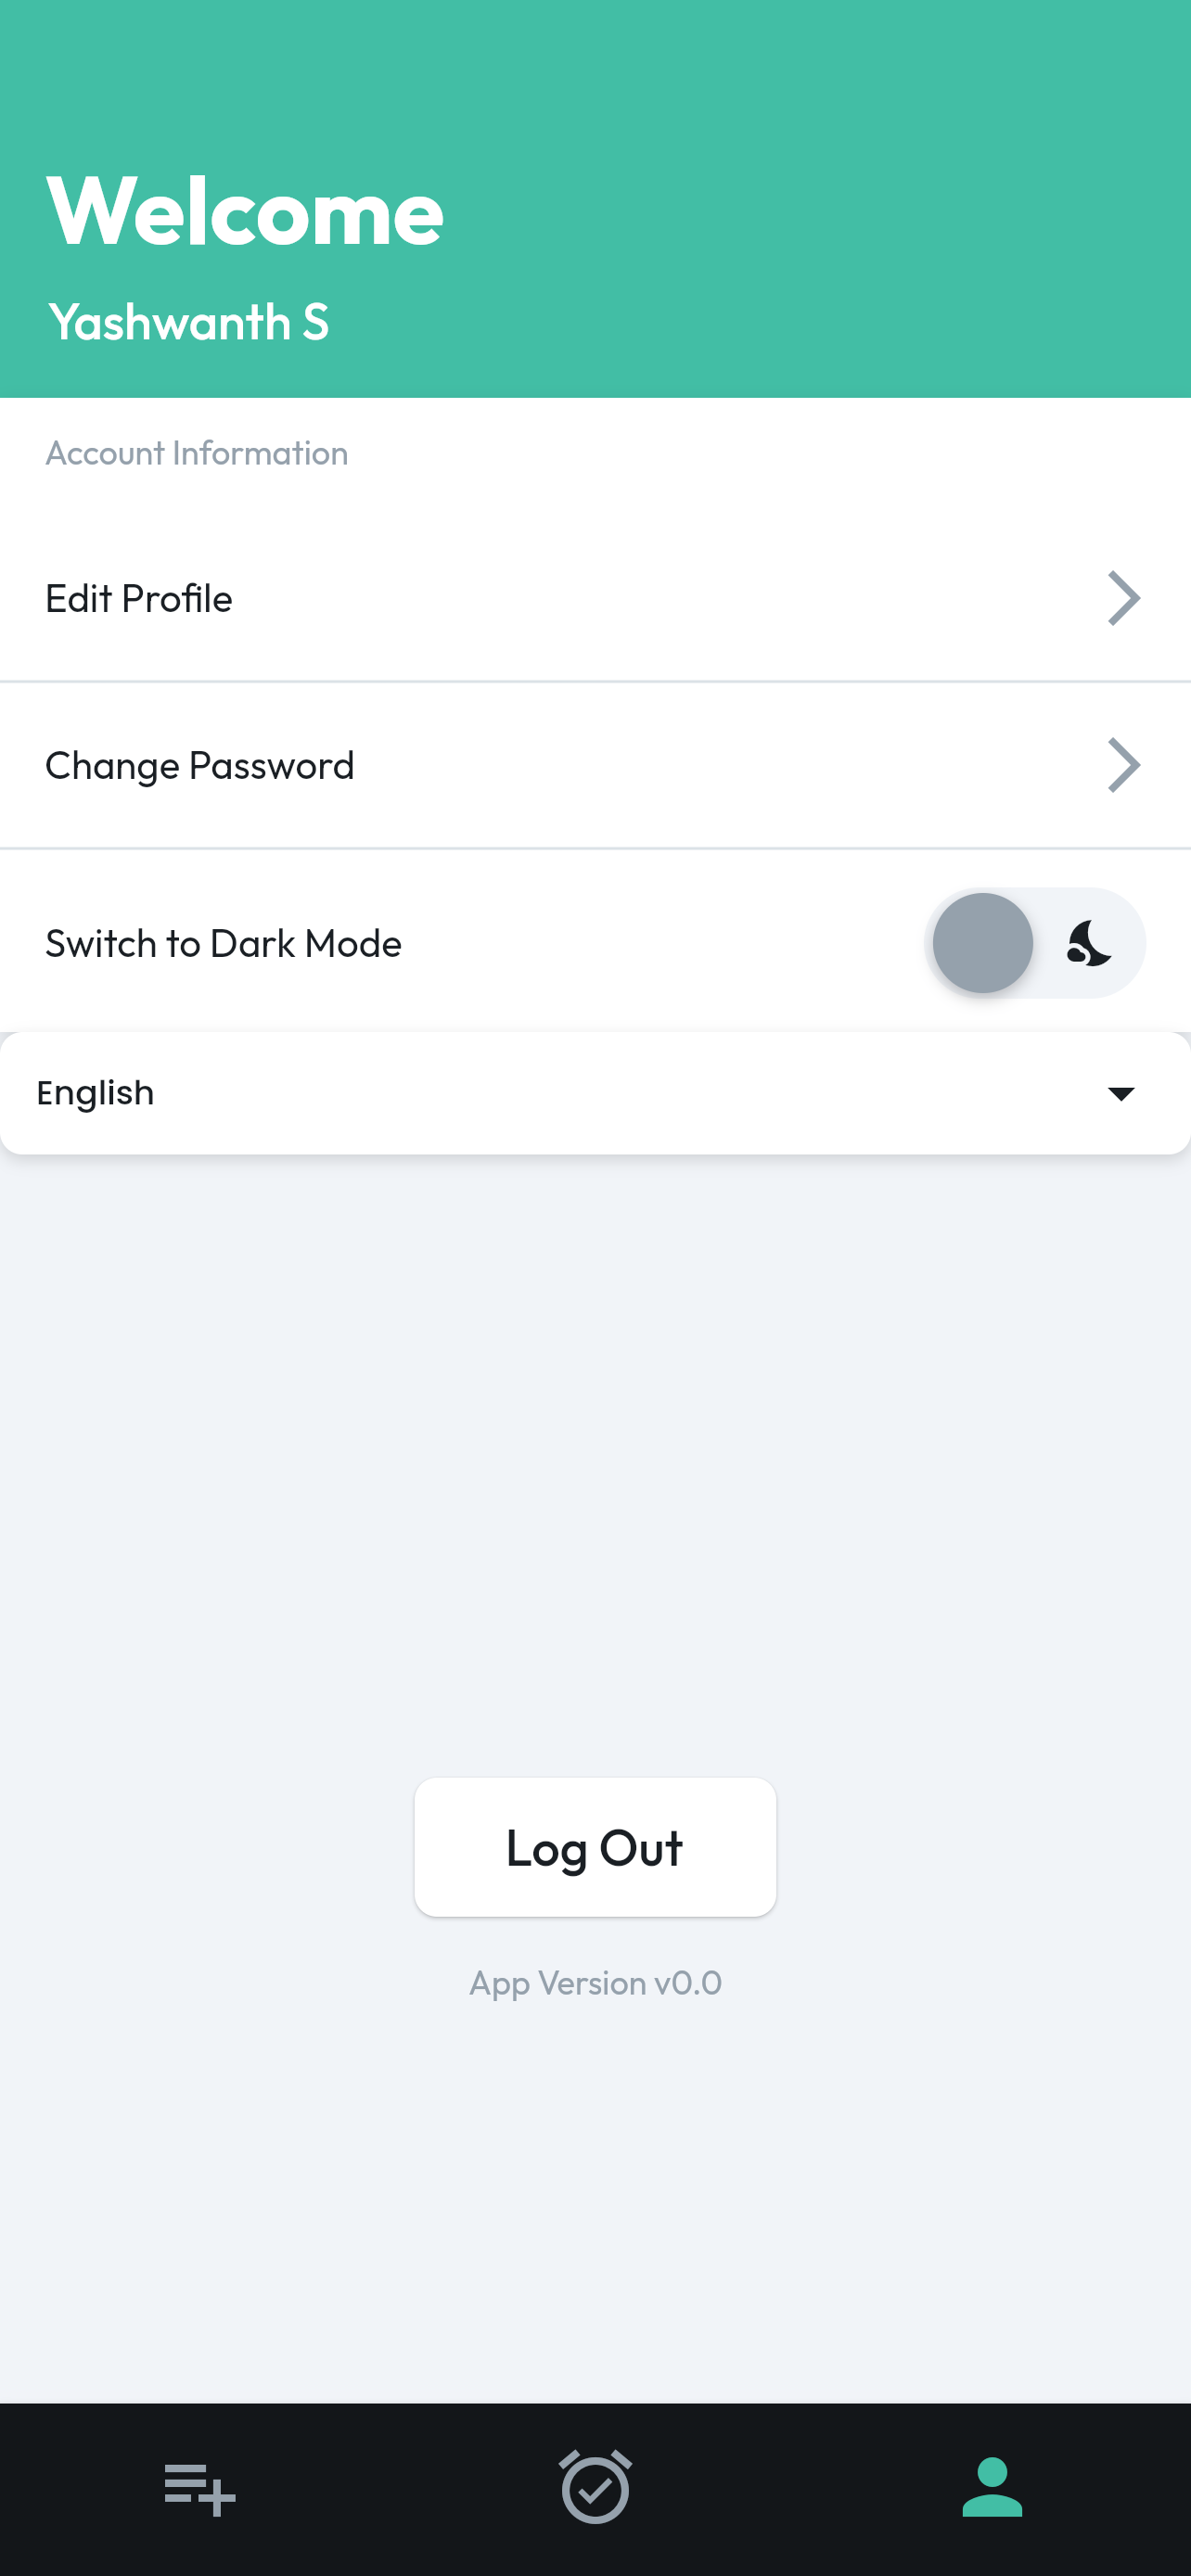 Welcome
Yashwanth S
Account Information
Edit Profile
Change Password
Switch to Dark Mode
English
Log Out
App Version v0.0